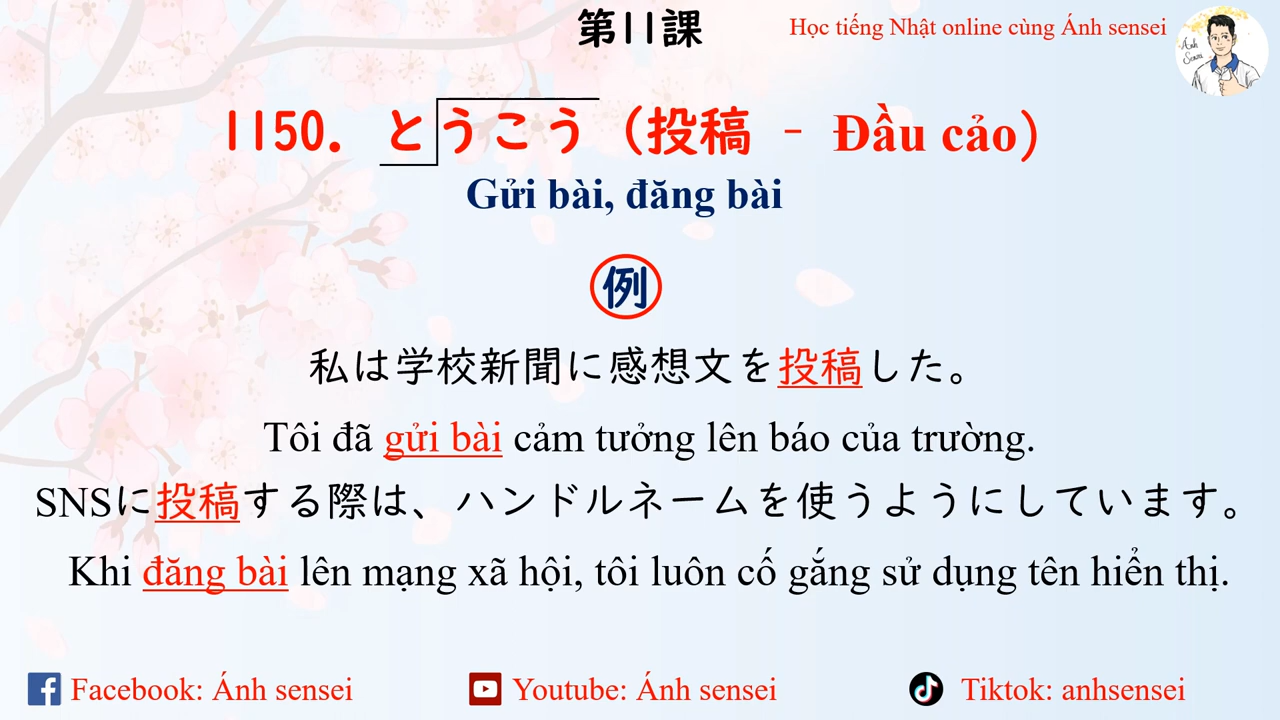 第11課
Học tiếng Nhật online cùng Ánh sensei
Ánh Sensei
1150. とうこう（投稿 - Đầu cảo）
Gửi bài, đăng bài
例
私は学校新聞に感想文を投稿した。
Tôi đã gửi bài cảm tưởng lên báo của trường.
SNSに投稿する際は、ハンドルネームを使うようにしています。
Khi đăng bài lên mạng xã hội, tôi luôn cố gắng sử dụng tên hiển thị.
Facebook: Ánh sensei
Youtube: Ánh sensei
Tiktok: anhsensei